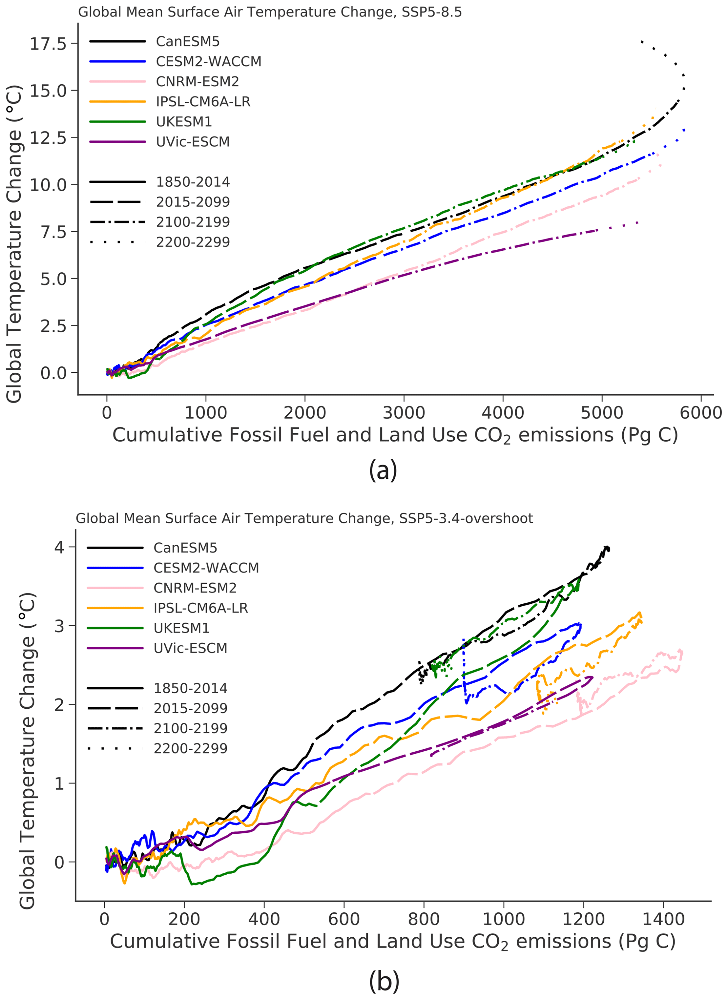 Global Mean Surface Air Temperature Change, SSP5-8.5
Global Temperature Change (°C)
17.5
15.0
12.5
10.0
7.5
5.0
2.5
0.0
CanESM5
CESM2-WACCM
CNRM-ESM2
IPSL-CM6A-LR
UKESM1
UVic-ESCM
1850-2014
2015-2099
2100-2199
2200-2299
0 1000 2000 3000 4000 5000 6000
Cumulative Fossil Fuel and Land Use CO₂ emissions (Pg C)
(a)
Global Mean Surface Air Temperature Change, SSP5-3.4-overshoot
Global Temperature Change (°C)
4
3
2
1
0
CanESM5
CESM2-WACCM
CNRM-ESM2
IPSL-CM6A-LR
UKESM1
UVic-ESCM
1850-2014
2015-2099
2100-2199
2200-2299
0 200 400 600 800 1000 1200 1400
Cumulative Fossil Fuel and Land Use CO₂ emissions (Pg C)
(b)